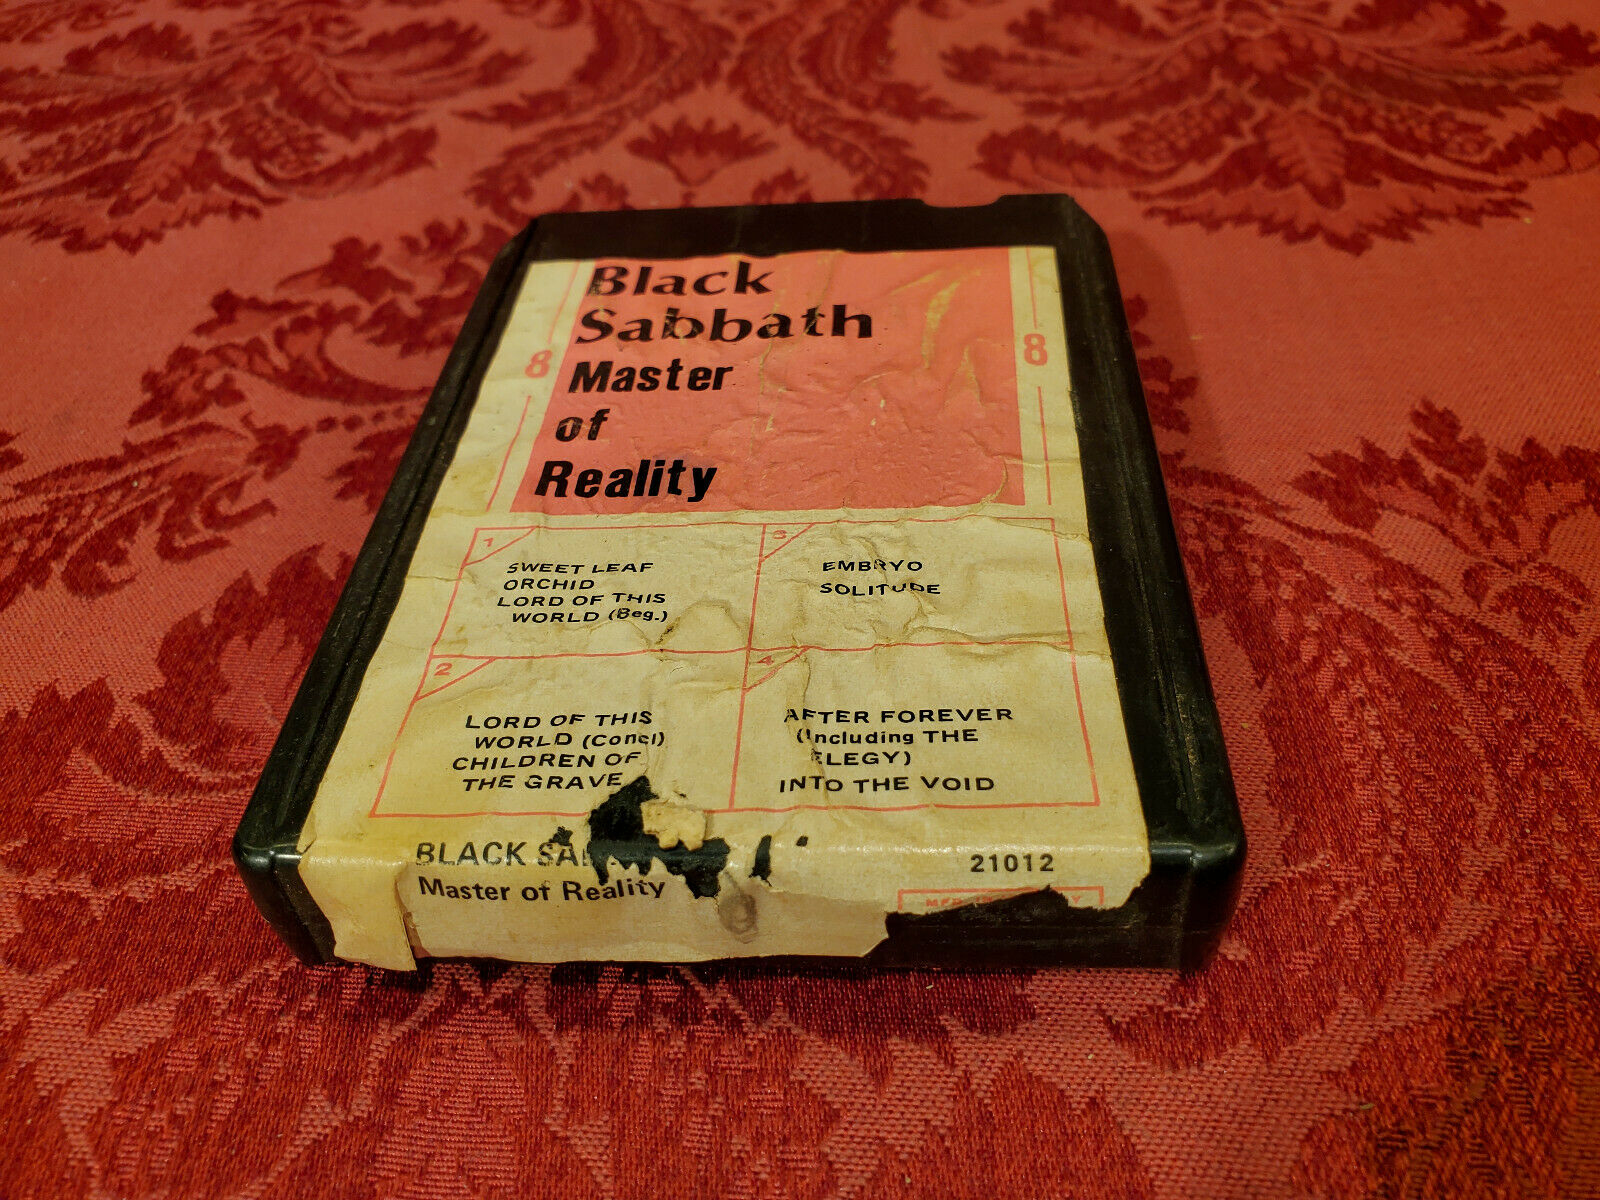 Black
Sabbath
8
8
Master
of
Reality
1
SWEET LEAF
ORCHID
LORD OF THIS
WORLD (Beg.)
3
EMBRYO
SOLITUDE
2
LORD OF THIS
WORLD (Concl)
CHILDREN OF
THE GRAVE
4
AFTER FOREVER
(Including THE
ELEGY)
INTO THE VOID
BLACK
21012
Master of Reality